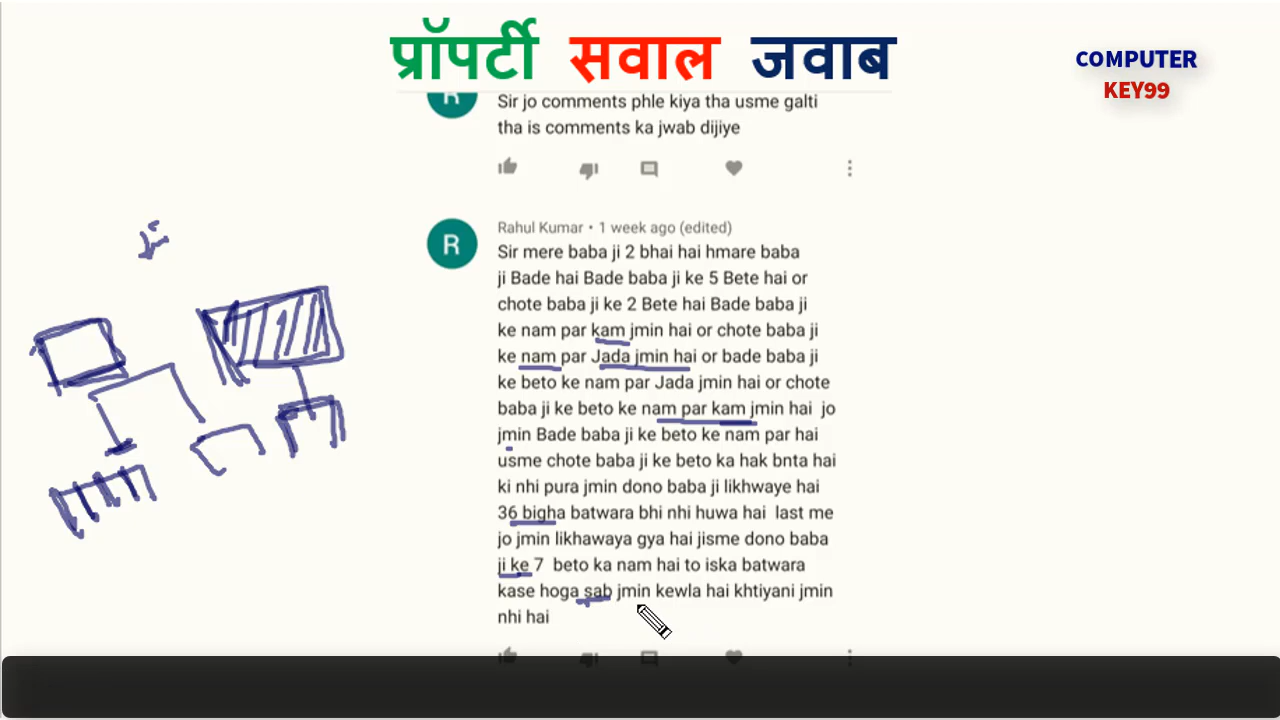 प्रॉपर्टी सवाल जवाब
COMPUTER
KEY99
R
Sir jo comments phle kiya tha usme galti
tha is comments ka jwab dijiye
R
Rahul Kumar • 1 week ago (edited)
Sir mere baba ji 2 bhai hai hmare baba
ji Bade hai Bade baba ji ke 5 Bete hai or
chote baba ji ke 2 Bete hai Bade baba ji
ke nam par kam jmin hai or chote baba ji
ke nam par Jada jmin hai or bade baba ji
ke beto ke nam par Jada jmin hai or chote
baba ji ke beto ke nam par kam jmin hai jo
jmin Bade baba ji ke beto ke nam par hai
usme chote baba ji ke beto ka hak bnta hai
ki nhi pura jmin dono baba ji likhwaye hai
36 bigha batwara bhi nhi huwa hai last me
jo jmin likhawaya gya hai jisme dono baba
ji ke 7 beto ka nam hai to iska batwara
kase hoga sab jmin kewla hai khtiyani jmin
nhi hai